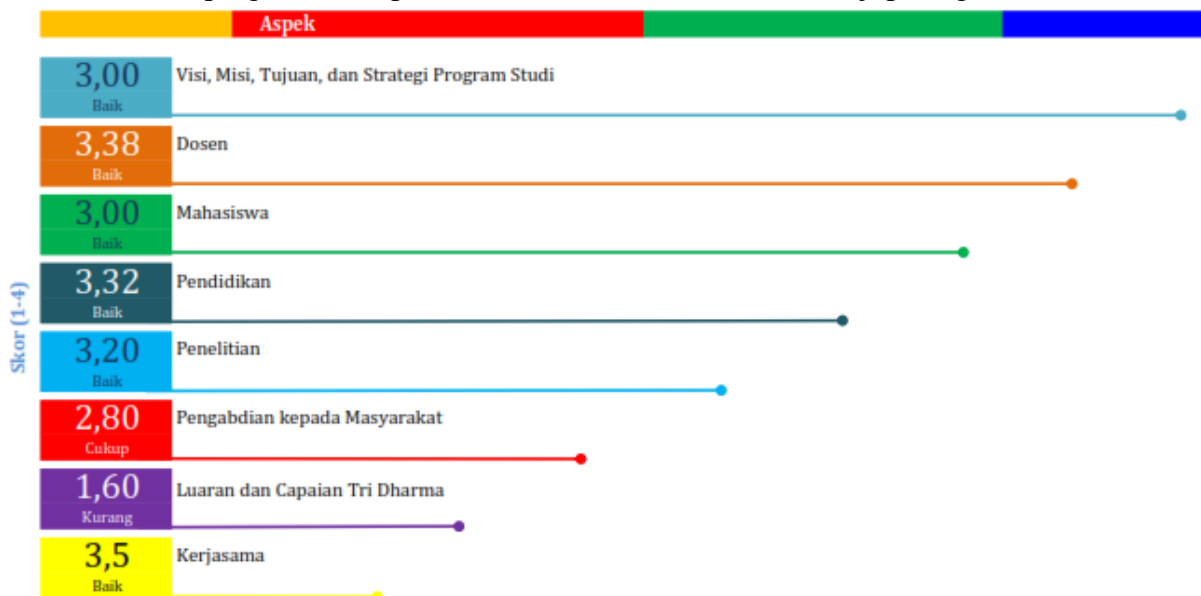 Aspek
3,00
Baik
Visi, Misi, Tujuan, dan Strategi Program Studi
3,38
Baik
Dosen
3,00
Baik
Mahasiswa
3,32
Baik
Pendidikan
3,20
Baik
Penelitian
2,80
Cukup
Pengabdian kepada Masyarakat
1,60
Kurang
Luaran dan Capaian Tri Dharma
3,5
Baik
Kerjasama
Skor (1-4)